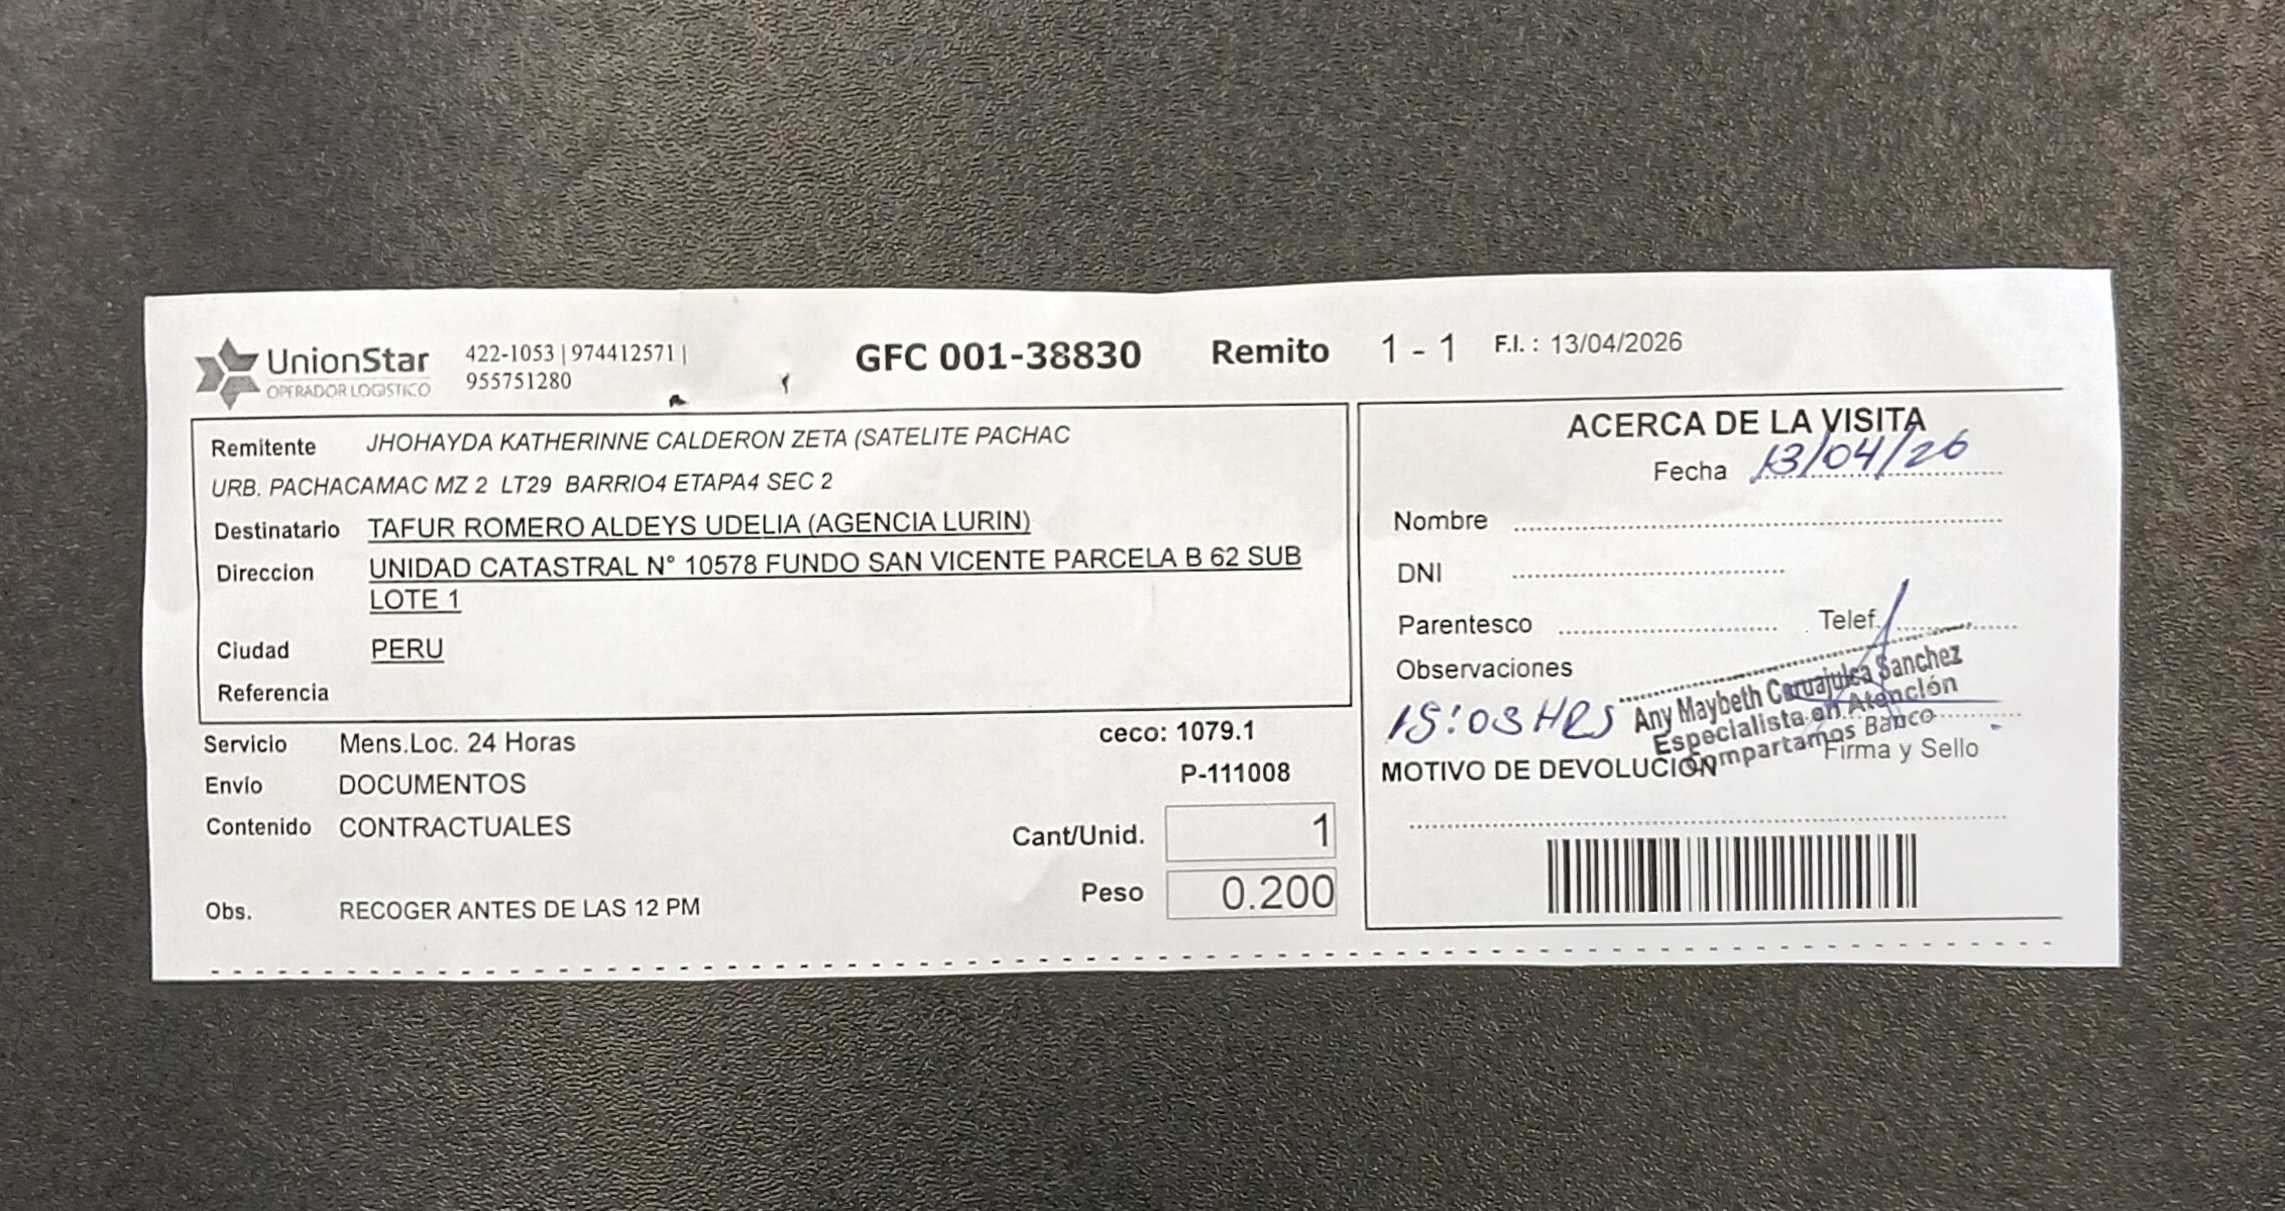 UnionStar
OPERADOR LOGISTICO
422-1053 | 974412571 |
955751280
GFC 001-38830 Remito 1 - 1 F.I. : 13/04/2026
Remitente JHOHAYDA KATHERINNE CALDERON ZETA (SATELITE PACHAC
URB. PACHACAMAC MZ 2 LT29 BARRIO4 ETAPA4 SEC 2
Destinatario TAFUR ROMERO ALDEYS UDELIA (AGENCIA LURIN)
Direccion UNIDAD CATASTRAL N° 10578 FUNDO SAN VICENTE PARCELA B 62 SUB
LOTE 1
Ciudad PERU
Referencia
Servicio Mens.Loc. 24 Horas
ceco: 1079.1
Envío DOCUMENTOS
P-111008
Contenido CONTRACTUALES
Cant/Unid. 1
Peso 0.200
Obs. RECOGER ANTES DE LAS 12 PM
ACERCA DE LA VISITA
Fecha 13/04/26
Nombre
DNI
Parentesco Telef.
Observaciones
15:03 HRS
Any Maybeth Caruajulca Sanchez
Especialista en Atención
Compartamos Banco
Firma y Sello
MOTIVO DE DEVOLUCION